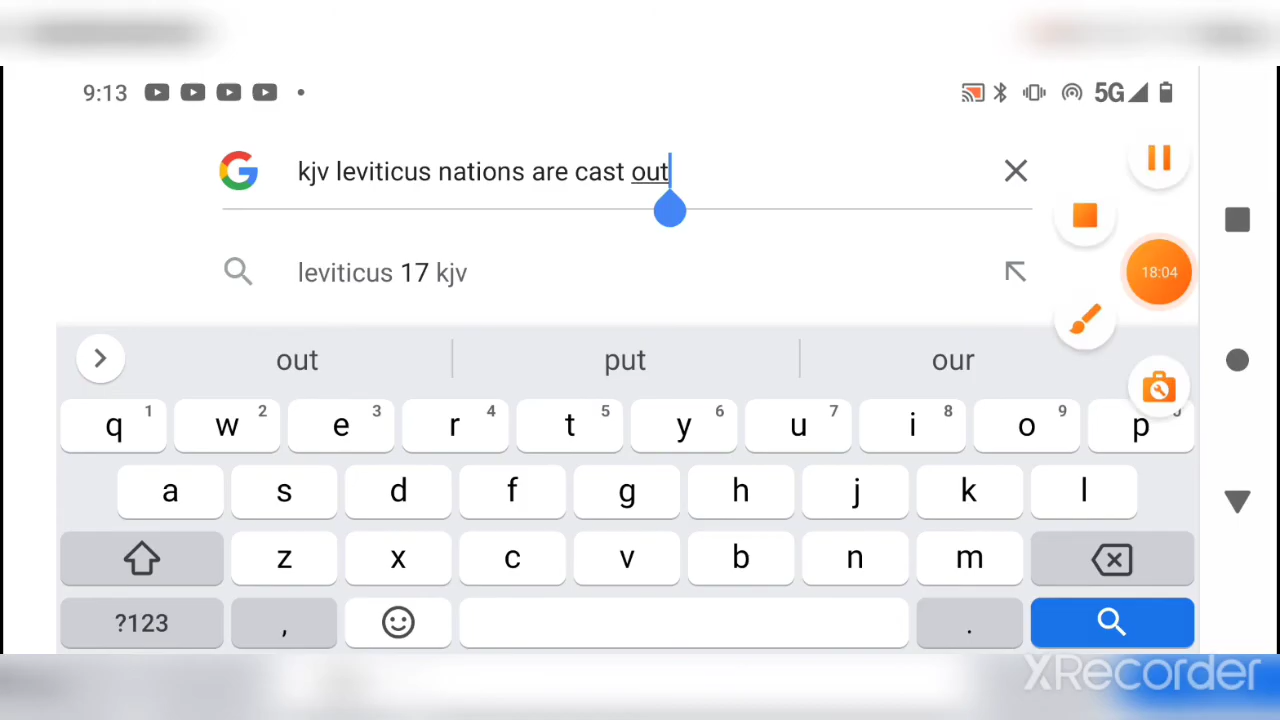 9:13 5G
kjv leviticus nations are cast out
18:04
leviticus 17 kjv
out put our
q 1 w 2 e 3 r 4 t 5 y 6 u 7 i 8 o 9 p
a s d f g h j k l
z x c v b n m
?123 , .
XRecorder